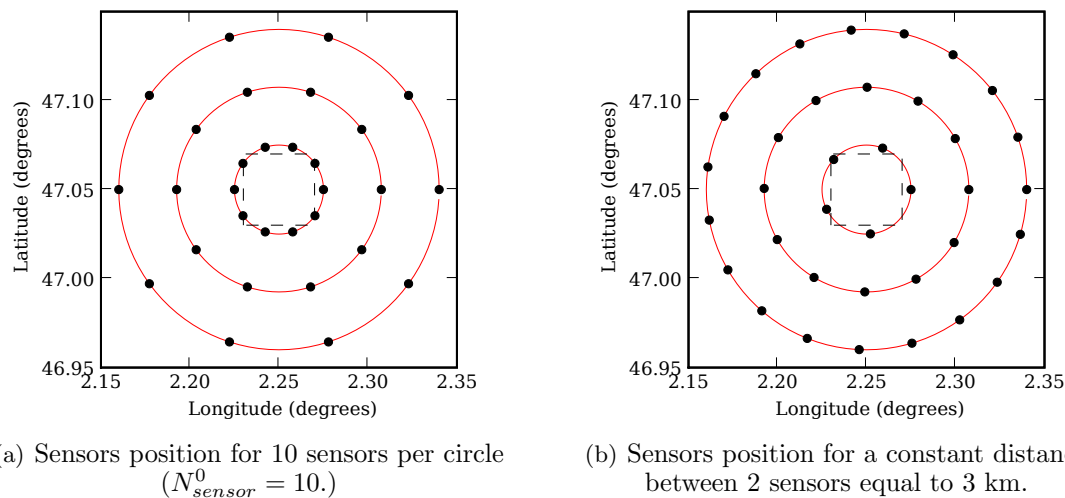 47.10
47.05
47.00
46.95
Latitude (degrees)
2.15 2.20 2.25 2.30 2.35
Longitude (degrees)
a) Sensors position for 10 sensors per circle
(N⁰sensor = 10.)
47.10
47.05
47.00
46.95
Latitude (degrees)
2.15 2.20 2.25 2.30 2.35
Longitude (degrees)
(b) Sensors position for a constant distan
between 2 sensors equal to 3 km.